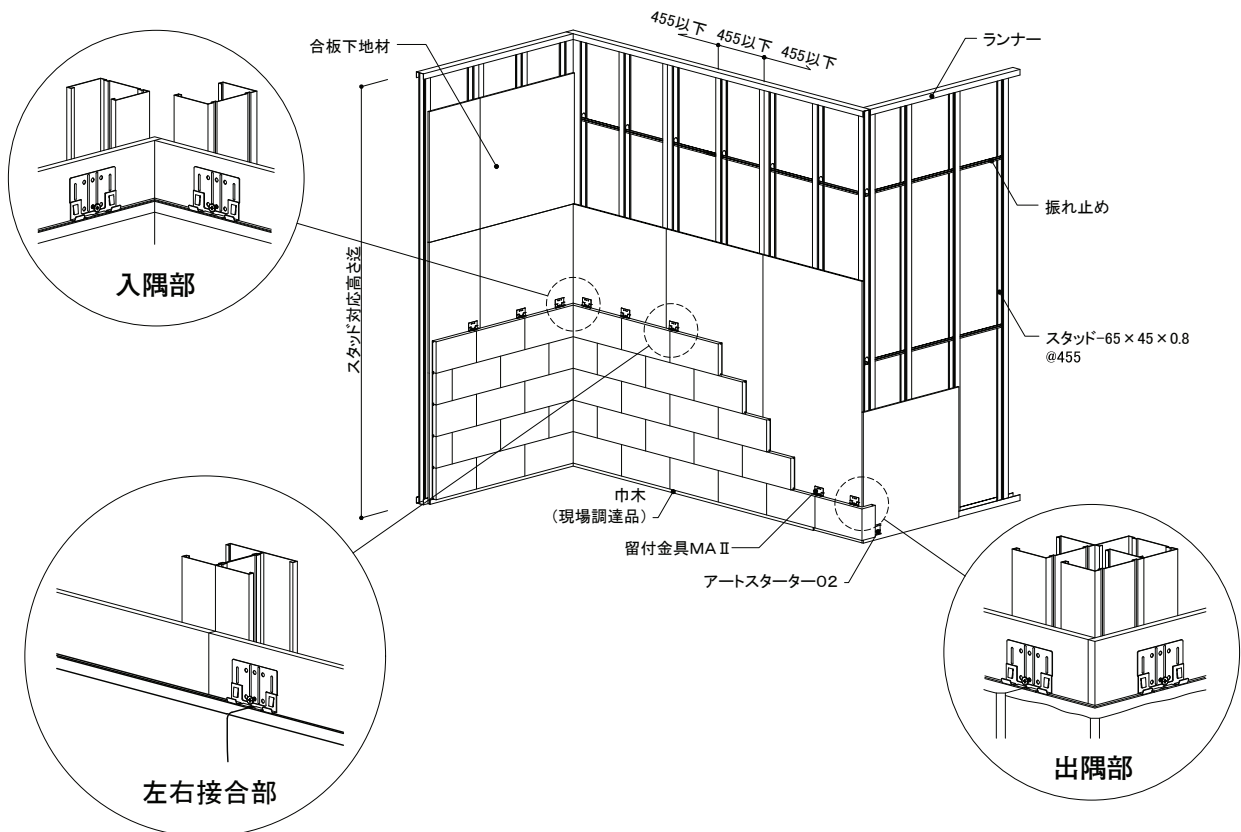 455以下
455以下
455以下
合板下地材
ランナー
振れ止め
入隅部
スタッド対応高さ迄
スタッド-65×45×0.8
@455
巾木
（現場調達品）
留付金具MAⅡ
アートスターター02
左右接合部
出隅部